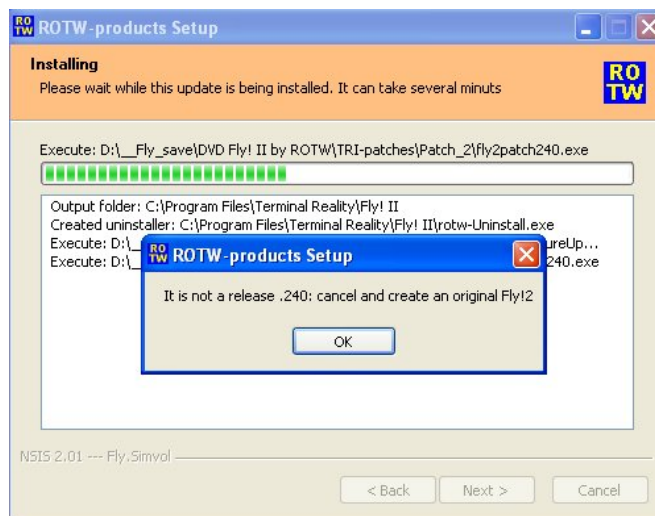 RO
TW
ROTW-products Setup
Installing
Please wait while this update is being installed. It can take several minuts
RO
TW
Execute: D:\__Fly_save\DVD Fly! II by ROTW\TRI-patches\Patch_2\fly2patch240.exe
Output folder: C:\Program Files\Terminal Reality\Fly! II
Created uninstaller: C:\Program Files\Terminal Reality\Fly! II\rotw-Uninstall.exe
Execute: D:\_ ureUp...
Execute: D:\_ 240.exe
RO
TW
ROTW-products Setup
It is not a release .240: cancel and create an original Fly!2
OK
NSIS 2.01 --- Fly.Simvol
< Back Next > Cancel